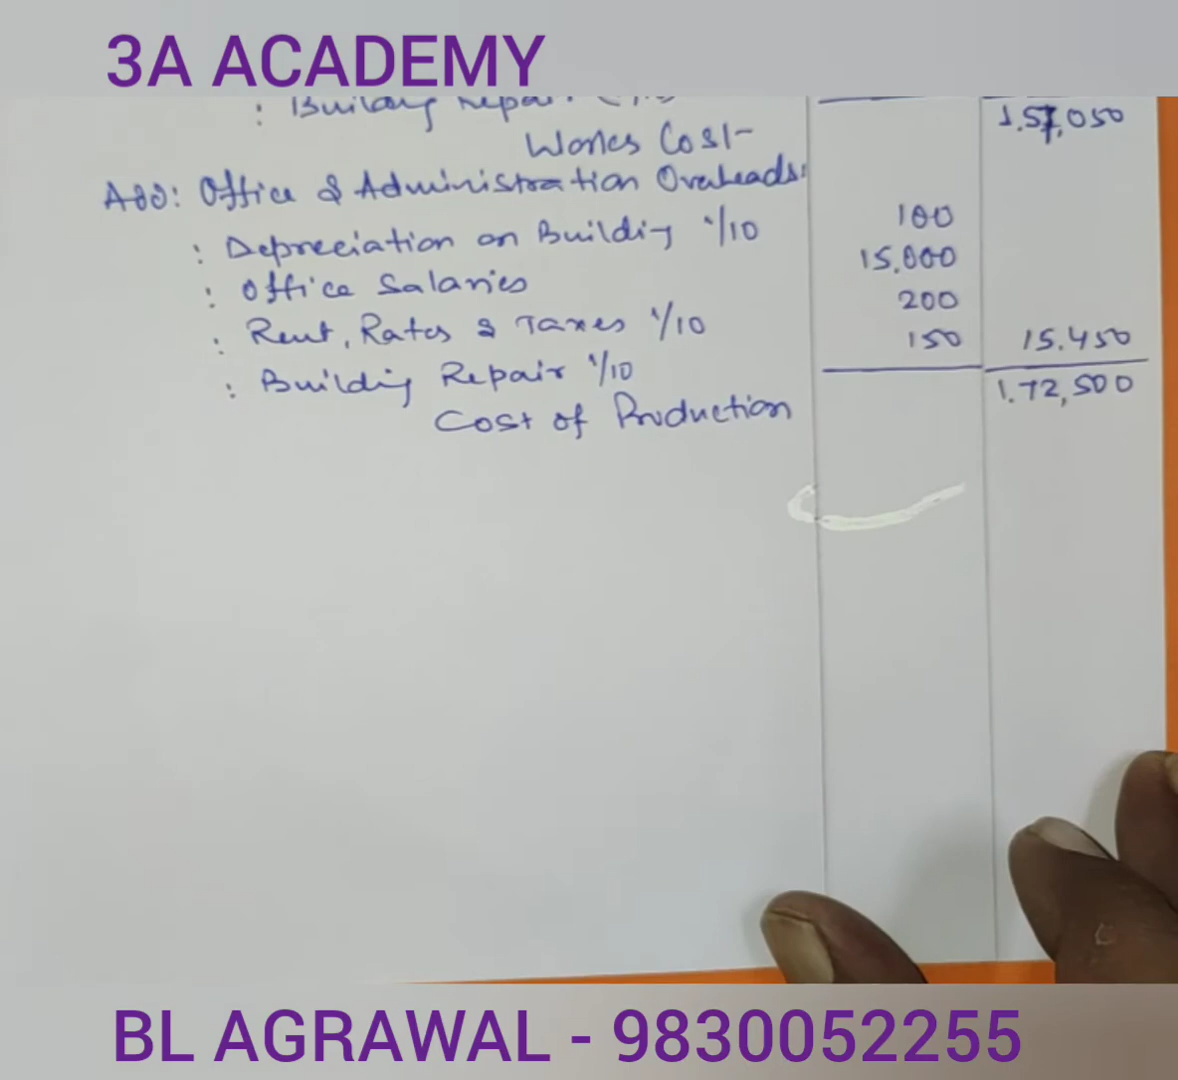 3A ACADEMY
: Building Repair
1.57,050
Works Cost
Add: Office & Administration Overheads:
: Depreciation on Building 1/10 100
: Office Salaries 15.000
: Rent, Rates & Taxes 1/10 200
: Building Repair 1/10 150 15.450
Cost of Production 1.72,500
BL AGRAWAL - 9830052255